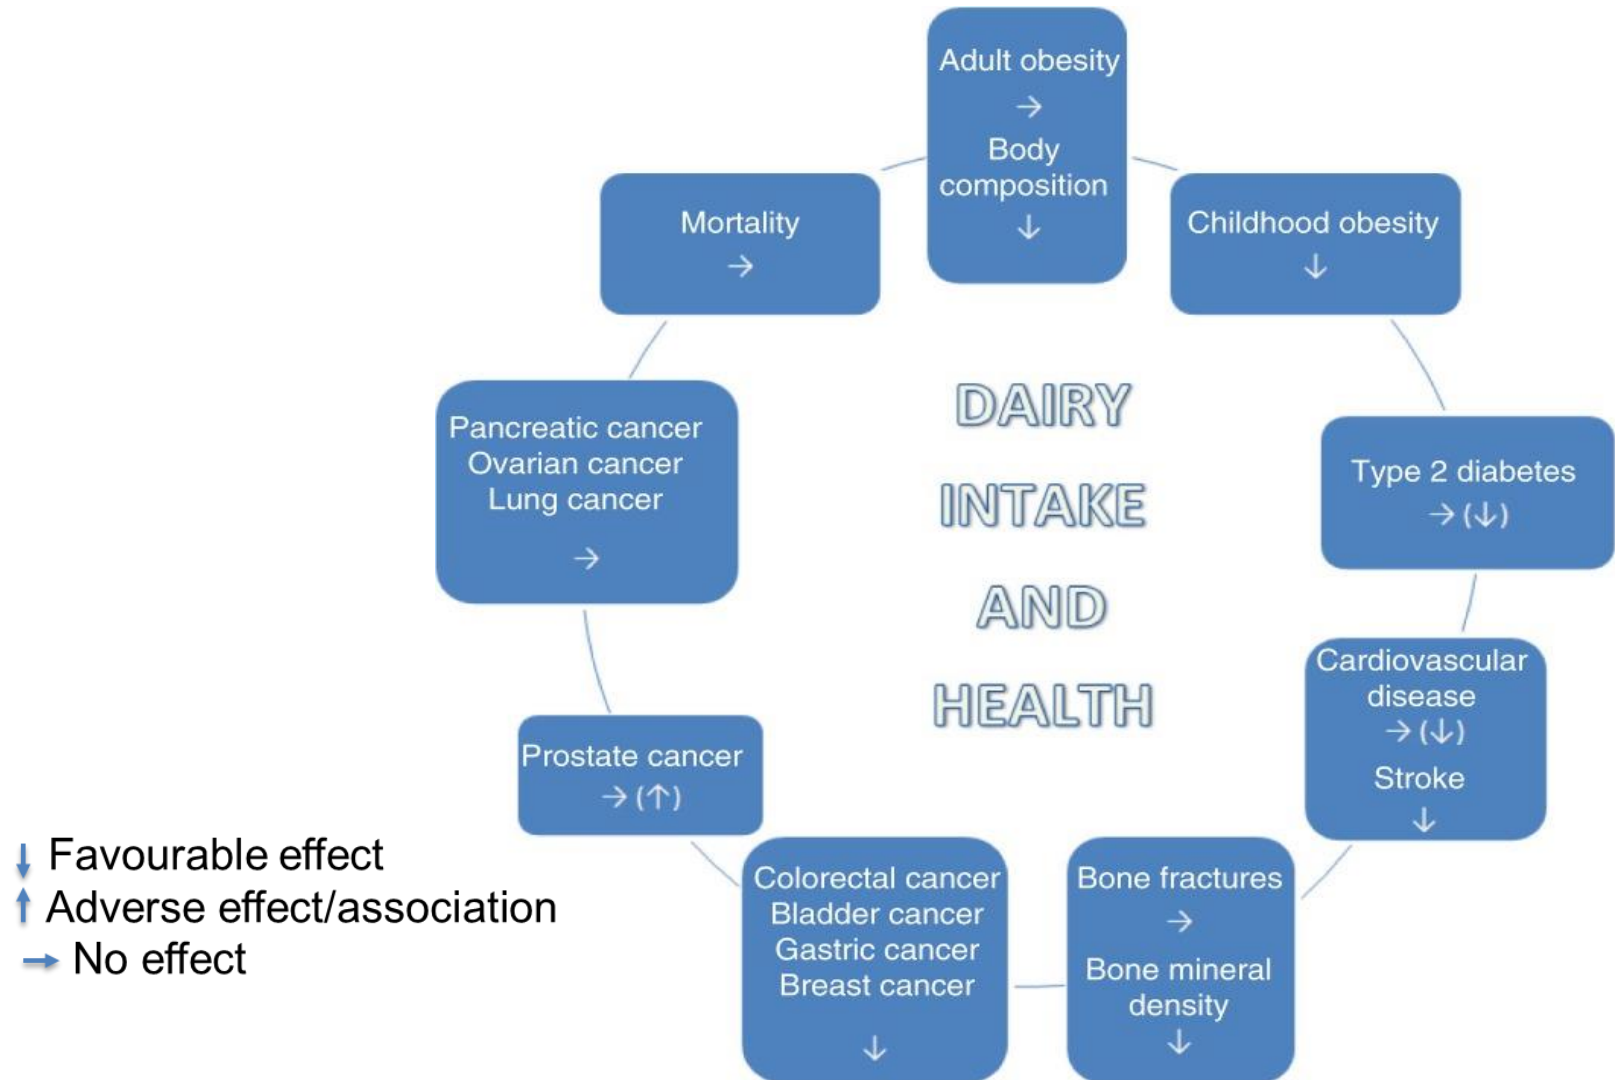 Adult obesity
→
Body
composition
↓
Childhood obesity
↓
Type 2 diabetes
→ (↓)
Cardiovascular
disease
→ (↓)
Stroke
↓
Bone fractures
→
Bone mineral
density
↓
Colorectal cancer
Bladder cancer
Gastric cancer
Breast cancer
↓
Prostate cancer
→ (↑)
Pancreatic cancer
Ovarian cancer
Lung cancer
→
Mortality
→
DAIRY
INTAKE
AND
HEALTH
↓ Favourable effect
↑ Adverse effect/association
→ No effect